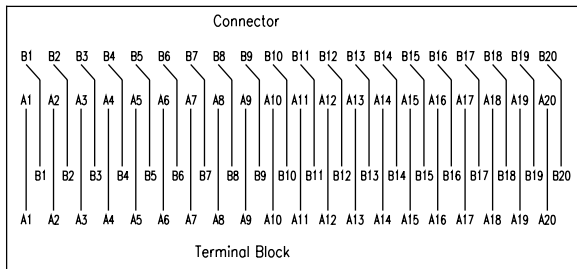 Connector
B1 B2 B3 B4 B5 B6 B7 B8 B9 B10 B11 B12 B13 B14 B15 B16 B17 B18 B19 B20
A1 A2 A3 A4 A5 A6 A7 A8 A9 A10 A11 A12 A13 A14 A15 A16 A17 A18 A19 A20
B1 B2 B3 B4 B5 B6 B7 B8 B9 B10 B11 B12 B13 B14 B15 B16 B17 B18 B19 B20
A1 A2 A3 A4 A5 A6 A7 A8 A9 A10 A11 A12 A13 A14 A15 A16 A17 A18 A19 A20
Terminal Block